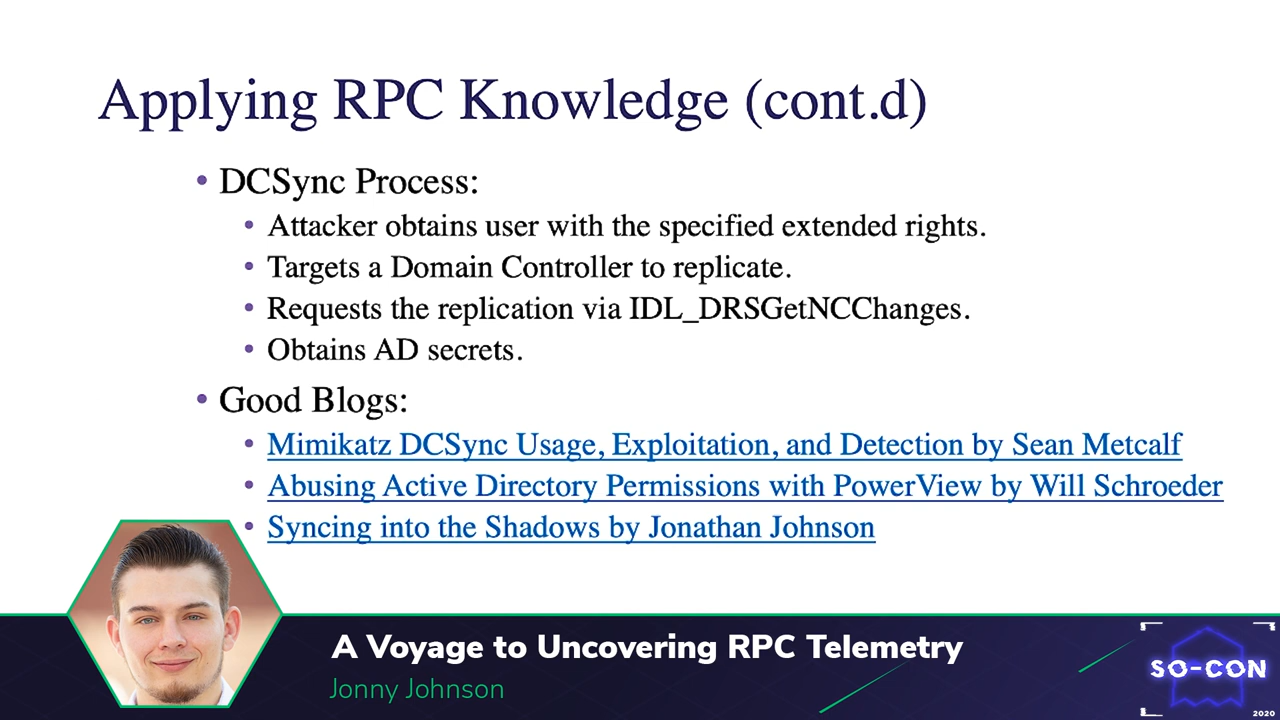 Applying RPC Knowledge (cont.d)
• DCSync Process:
• Attacker obtains user with the specified extended rights.
• Targets a Domain Controller to replicate.
• Requests the replication via IDL_DRSGetNCChanges.
• Obtains AD secrets.
• Good Blogs:
• Mimikatz DCSync Usage, Exploitation, and Detection by Sean Metcalf
• Abusing Active Directory Permissions with PowerView by Will Schroeder
• Syncing into the Shadows by Jonathan Johnson
A Voyage to Uncovering RPC Telemetry
Jonny Johnson
SO-CON
2020